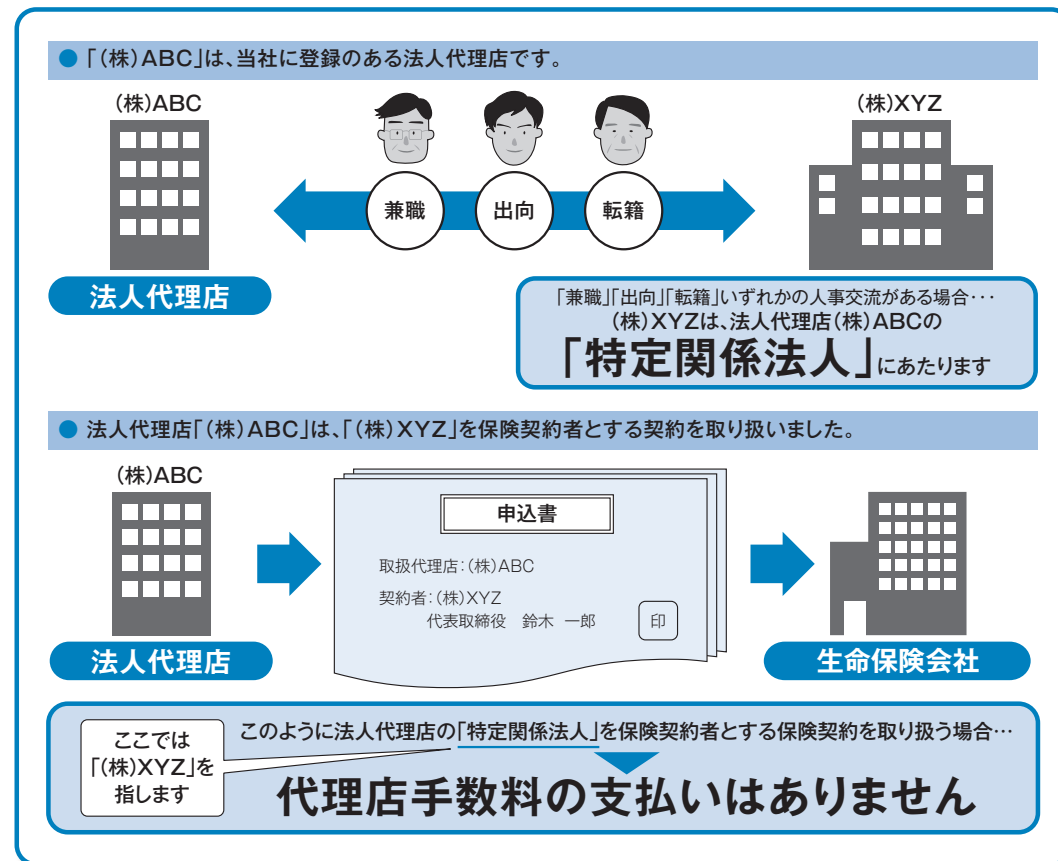 ● 「(株)ABC」は、当社に登録のある法人代理店です。
(株)ABC
(株)XYZ
兼職
出向
転籍
法人代理店
「兼職」「出向」「転籍」いずれかの人事交流がある場合・・・
(株)XYZは、法人代理店(株)ABCの
「特定関係法人」にあたります
● 法人代理店「(株)ABC」は、「(株)XYZ」を保険契約者とする契約を取り扱いました。
(株)ABC
申込書
取扱代理店:(株)ABC
契約者:(株)XYZ
代表取締役 鈴木 一郎
印
法人代理店
生命保険会社
ここでは
「(株)XYZ」を
指します
このように法人代理店の「特定関係法人」を保険契約者とする保険契約を取り扱う場合…
代理店手数料の支払いはありません